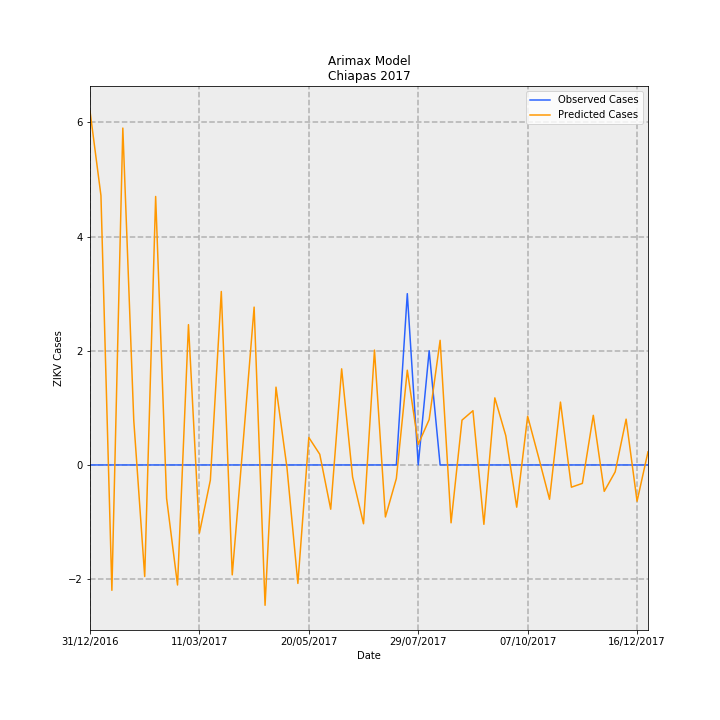 Arimax Model
Chiapas 2017
Observed Cases
Predicted Cases
6
4
2
0
−2
ZIKV Cases
31/12/2016 11/03/2017 20/05/2017 29/07/2017 07/10/2017 16/12/2017
Date